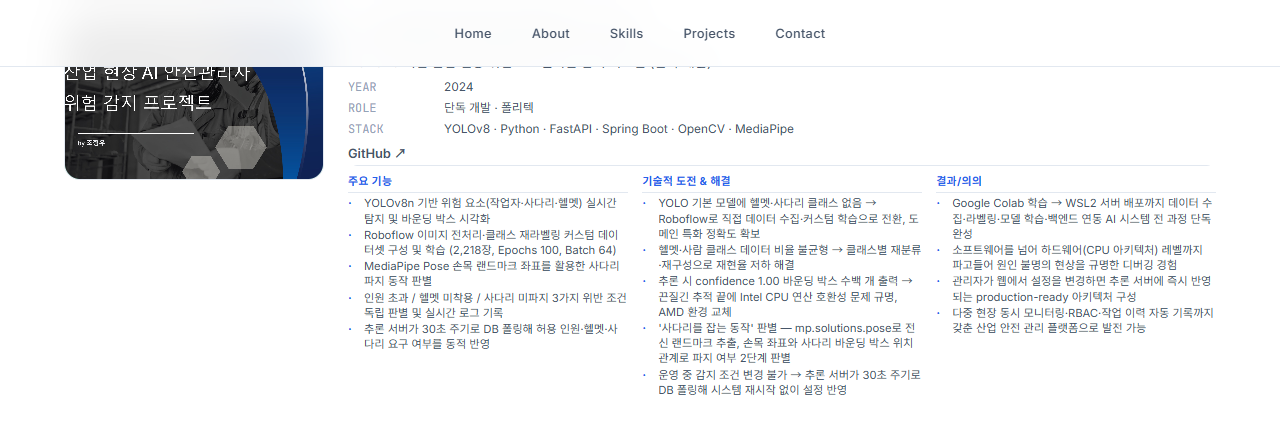 Home About Skills Projects Contact
산업 현장 AI 안전관리자
위험 감지 프로젝트
by 조현우
YEAR 2024
ROLE 단독 개발 · 폴리텍
STACK YOLOv8 · Python · FastAPI · Spring Boot · OpenCV · MediaPipe
GitHub ↗
주요 기능
· YOLOv8n 기반 위험 요소(작업자·사다리·헬멧) 실시간
탐지 및 바운딩 박스 시각화
· Roboflow 이미지 전처리·클래스 재라벨링 커스텀 데이
터셋 구성 및 학습 (2,218장, Epochs 100, Batch 64)
· MediaPipe Pose 손목 랜드마크 좌표를 활용한 사다리
파지 동작 판별
· 인원 초과 / 헬멧 미착용 / 사다리 미파지 3가지 위반 조건
독립 판별 및 실시간 로그 기록
· 추론 서버가 30초 주기로 DB 폴링해 허용 인원·헬멧·사
다리 요구 여부를 동적 반영
기술적 도전 & 해결
· YOLO 기본 모델에 헬멧·사다리 클래스 없음 →
Roboflow로 직접 데이터 수집·커스텀 학습으로 전환, 도
메인 특화 정확도 확보
· 헬멧·사람 클래스 데이터 비율 불균형 → 클래스별 재분류
·재구성으로 재현율 저하 해결
· 추론 시 confidence 1.00 바운딩 박스 수백 개 출력 →
끈질긴 추적 끝에 Intel CPU 연산 호환성 문제 규명,
AMD 환경 교체
· '사다리를 잡는 동작' 판별 — mp.solutions.pose로 전
신 랜드마크 추출, 손목 좌표와 사다리 바운딩 박스 위치
관계로 파지 여부 2단계 판별
· 운영 중 감지 조건 변경 불가 → 추론 서버가 30초 주기로
DB 폴링해 시스템 재시작 없이 설정 반영
결과/의의
· Google Colab 학습 → WSL2 서버 배포까지 데이터 수
집·라벨링·모델 학습·백엔드 연동 AI 시스템 전 과정 단독
완성
· 소프트웨어를 넘어 하드웨어(CPU 아키텍처) 레벨까지
파고들어 원인 불명의 현상을 규명한 디버깅 경험
· 관리자가 웹에서 설정을 변경하면 추론 서버에 즉시 반영
되는 production-ready 아키텍처 구성
· 다중 현장 동시 모니터링·RBAC·작업 이력 자동 기록까지
갖춘 산업 안전 관리 플랫폼으로 발전 가능